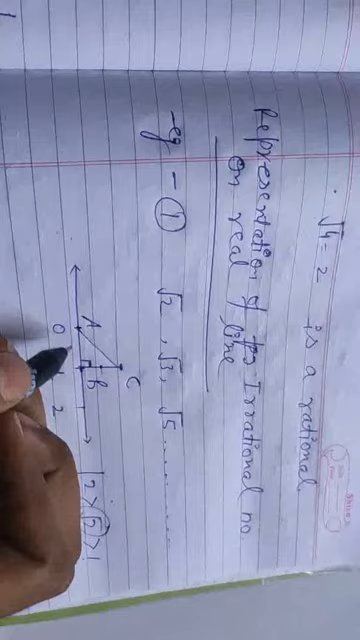 √4 = 2 is a rational
Representation of Irrational no
on real line
eg - ① √2, √3, √5 ..........
A B C
0 2
2 > √2 > 1